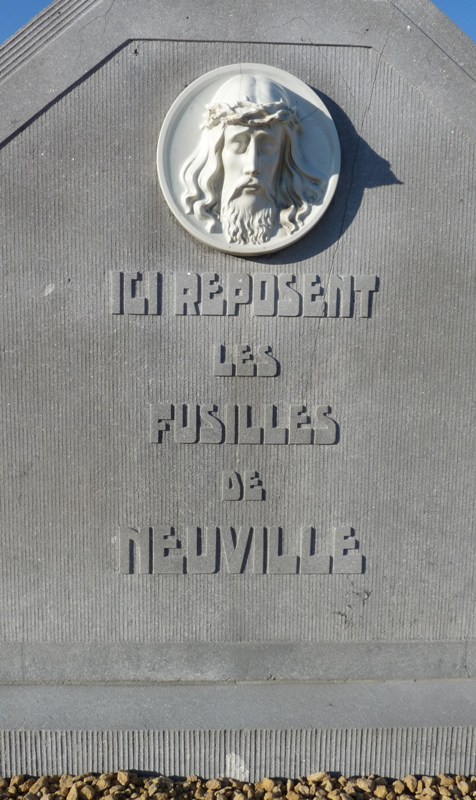 ICI REPOSENT
LES
FUSILLES
DE
NEUVILLE